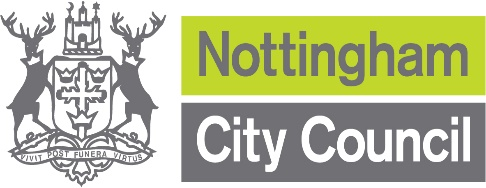 Nottingham
City Council
VIVIT POST FUNERA VIRTUS